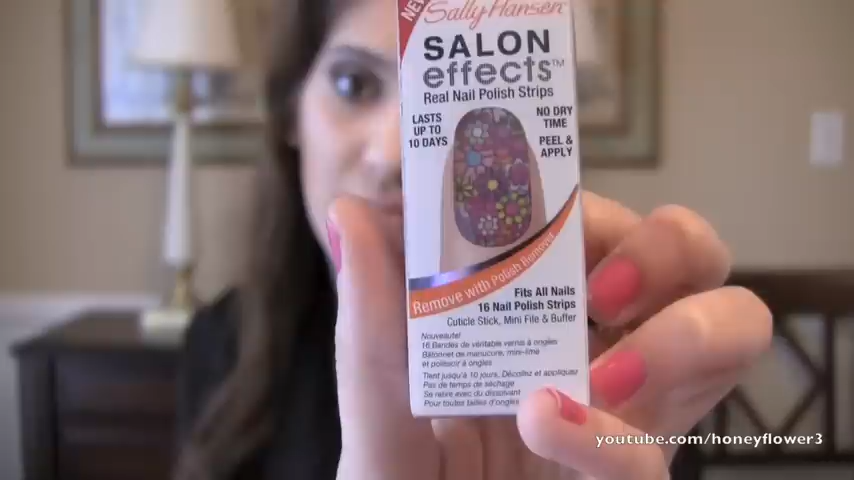 NEW
Sally Hansen
SALON
effects™
Real Nail Polish Strips
LASTS
UP TO
10 DAYS
NO DRY
TIME
PEEL &
APPLY
Remove with Polish Remover
Fits All Nails
16 Nail Polish Strips
Cuticle Stick, Mini File & Buffer
Nouveauté!
16 Bandes de véritable vernis à ongles
Bâtonnet de manucure, mini-lime
et polissoir à ongles
Tient jusqu'à 10 jours, Décollez et appliquez
Pas de temps de séchage
Se retire avec du dissolvant
Pour toutes tailles d'ongles
youtube.com/honeyflower3